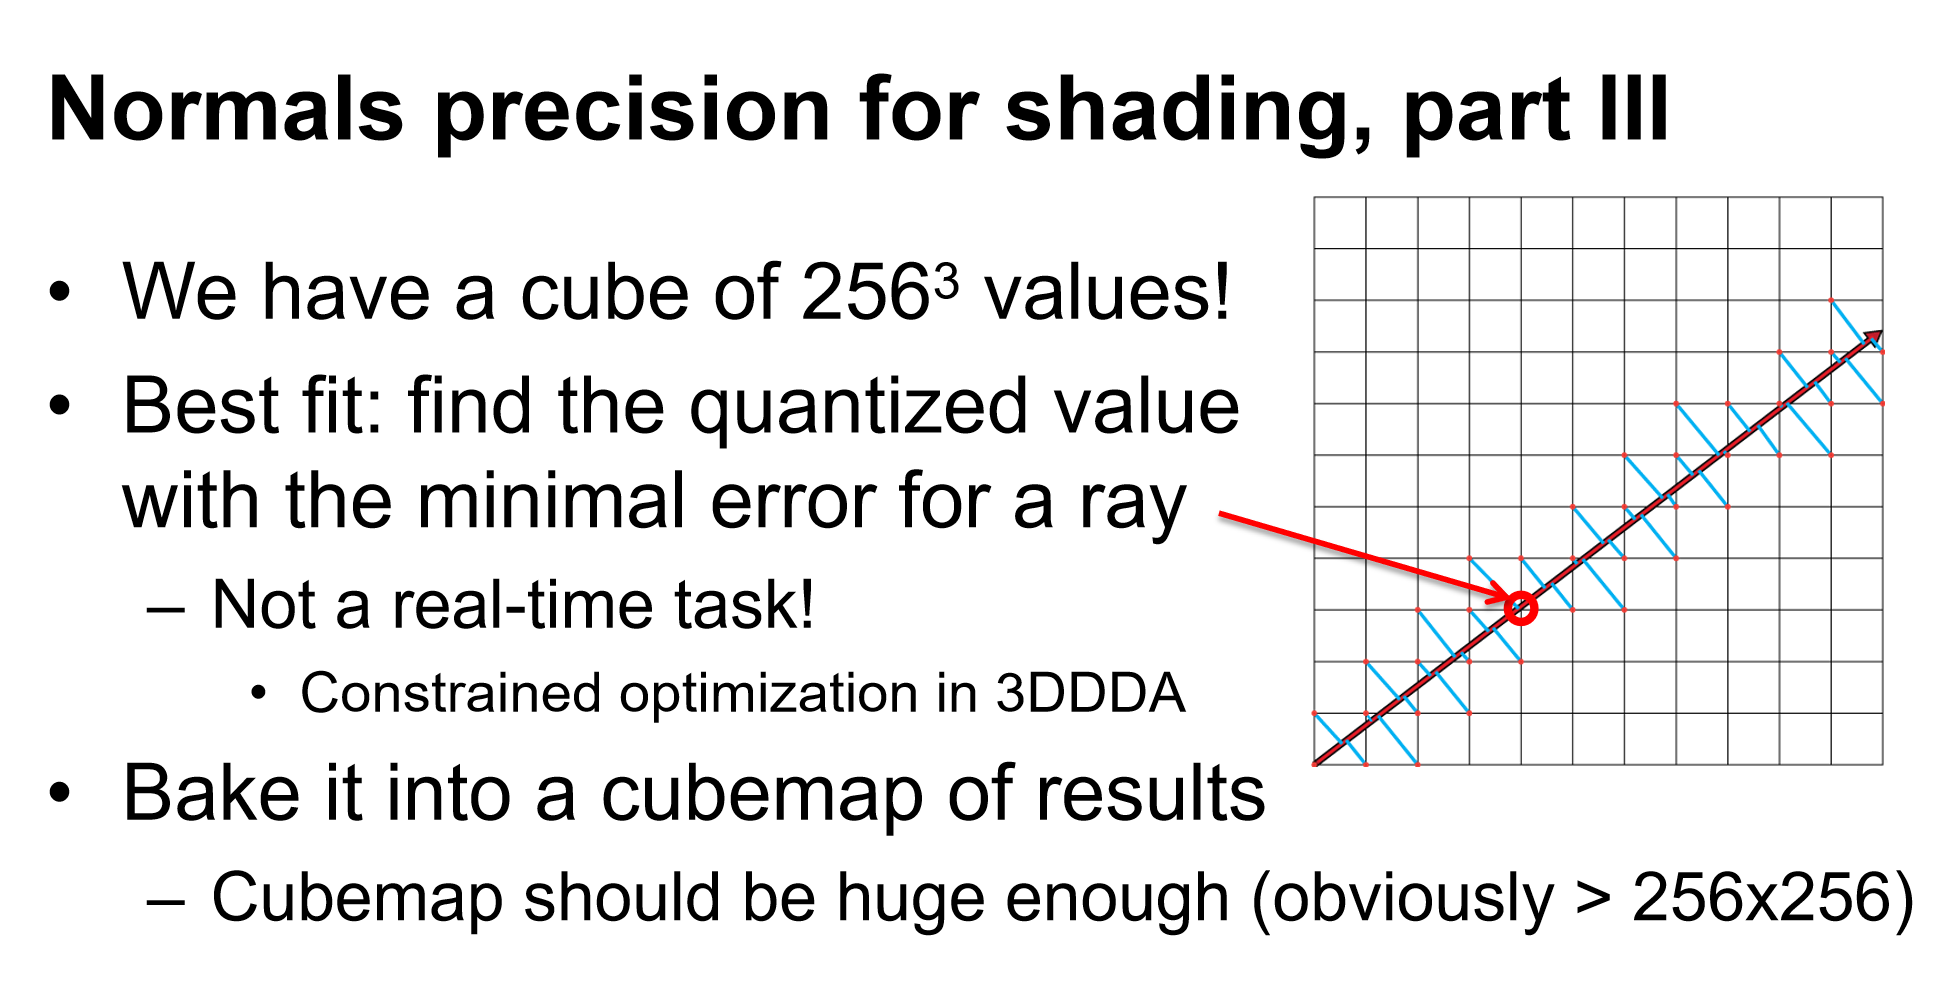 Normals precision for shading, part III
• We have a cube of 256³ values!
• Best fit: find the quantized value
with the minimal error for a ray
– Not a real-time task!
• Constrained optimization in 3DDDA
• Bake it into a cubemap of results
– Cubemap should be huge enough (obviously > 256x256)